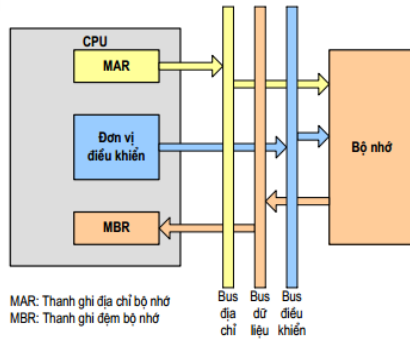 CPU
MAR
Đơn vị
điều khiển
MBR
Bộ nhớ
MAR: Thanh ghi địa chỉ bộ nhớ
MBR: Thanh ghi đệm bộ nhớ
Bus
địa
chỉ
Bus
dữ
liệu
Bus
điều
khiển